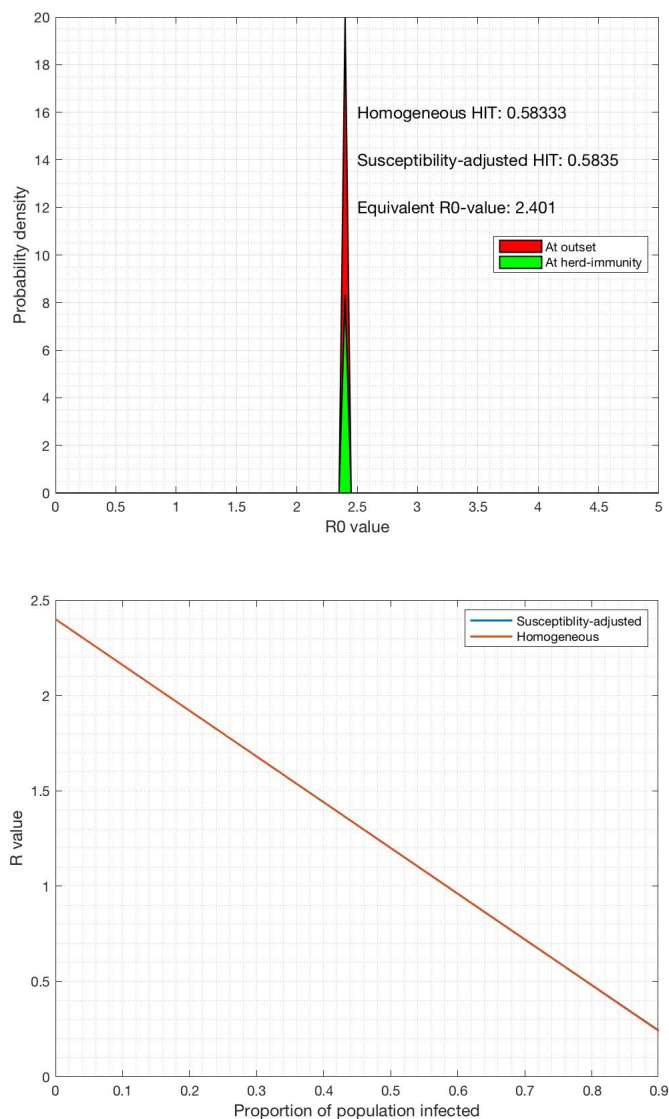 20
18
16
14
12
10
8
6
4
2
0
Probability density
Homogeneous HIT: 0.58333
Susceptibility-adjusted HIT: 0.5835
Equivalent R0-value: 2.401
At outset
At herd-immunity
0 0.5 1 1.5 2 2.5 3 3.5 4 4.5 5
R0 value
2.5
2
1.5
1
0.5
0
R value
Susceptiblity-adjusted
Homogeneous
0 0.1 0.2 0.3 0.4 0.5 0.6 0.7 0.8 0.9
Proportion of population infected